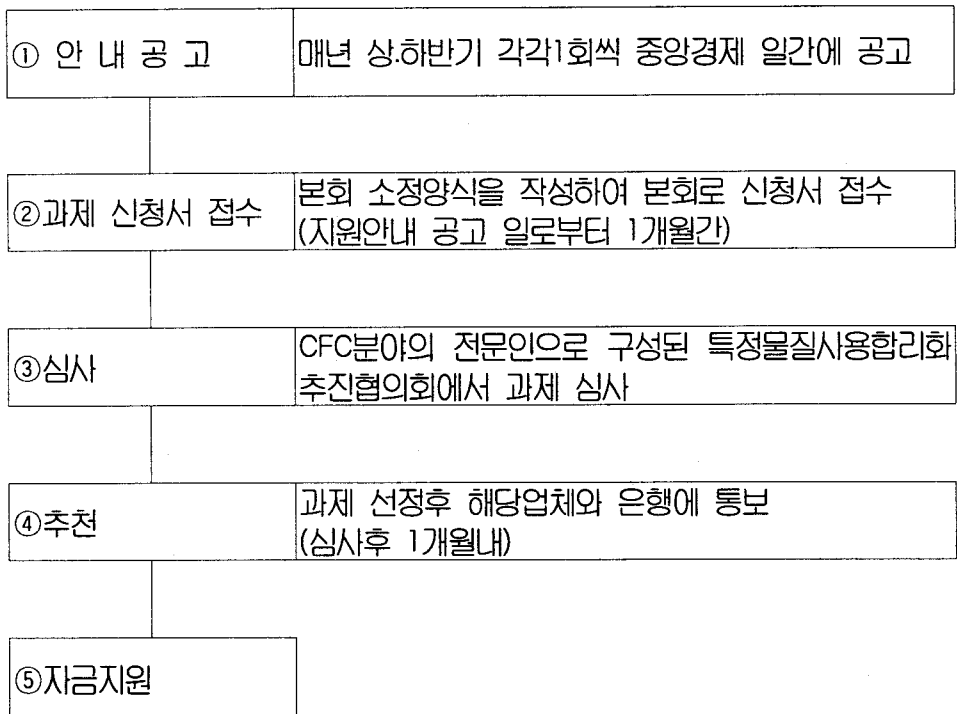 ① 안 내 공 고
매년 상.하반기 각각1회씩 중앙경제 일간에 공고
②과제 신청서 접수
본회 소정양식을 작성하여 본회로 신청서 접수
(지원안내 공고 일로부터 1개월간)
③심사
CFC분야의 전문인으로 구성된 특정물질사용합리화
추진협의회에서 과제 심사
④추천
과제 선정후 해당업체와 은행에 통보
(심사후 1개월내)
⑤자금지원